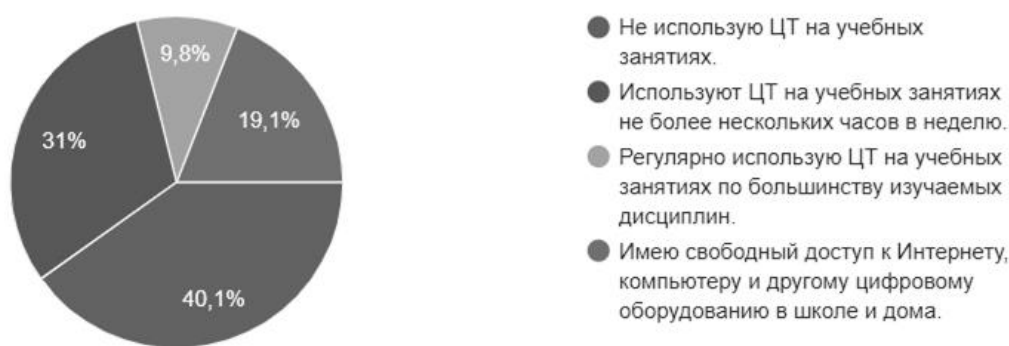 9,8%
19,1%
31%
40,1%
Не использую ЦТ на учебных
занятиях.
Используют ЦТ на учебных занятиях
не более нескольких часов в неделю.
Регулярно использую ЦТ на учебных
занятиях по большинству изучаемых
дисциплин.
Имею свободный доступ к Интернету,
компьютеру и другому цифровому
оборудованию в школе и дома.